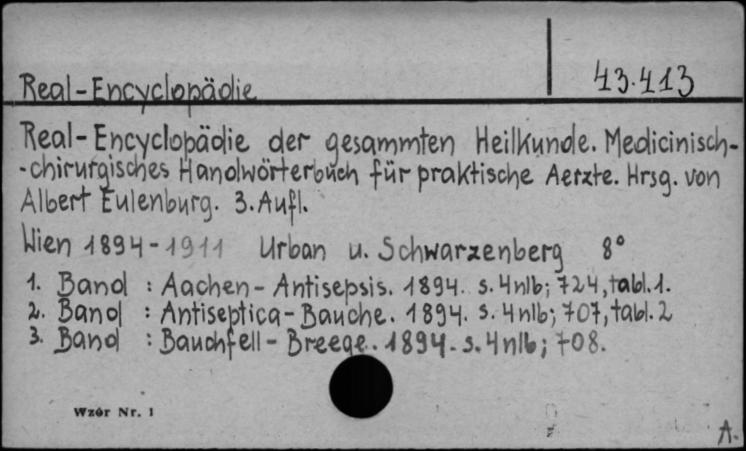 Real-Encyclopädie
43.413
Real-Encyclopädie der gesammten Heilkunde. Medicinisch-
-chirurgisches Handwörterbuch für praktische Aerzte. Hrsg. von
Albert Eulenburg. 3. Aufl.
Wien 1894-1911 Urban u. Schwarzenberg 8°
1. Band : Aachen-Antisepsis. 1894. s. 4nlb; 724, tabl. 1.
2. Band : Antiseptica-Bauche. 1894. s. 4nlb; 707, tabl. 2
3. Band : Bauchfell-Breege. 1894. s. 4nlb; 708.
Wzór Nr. 1
A.